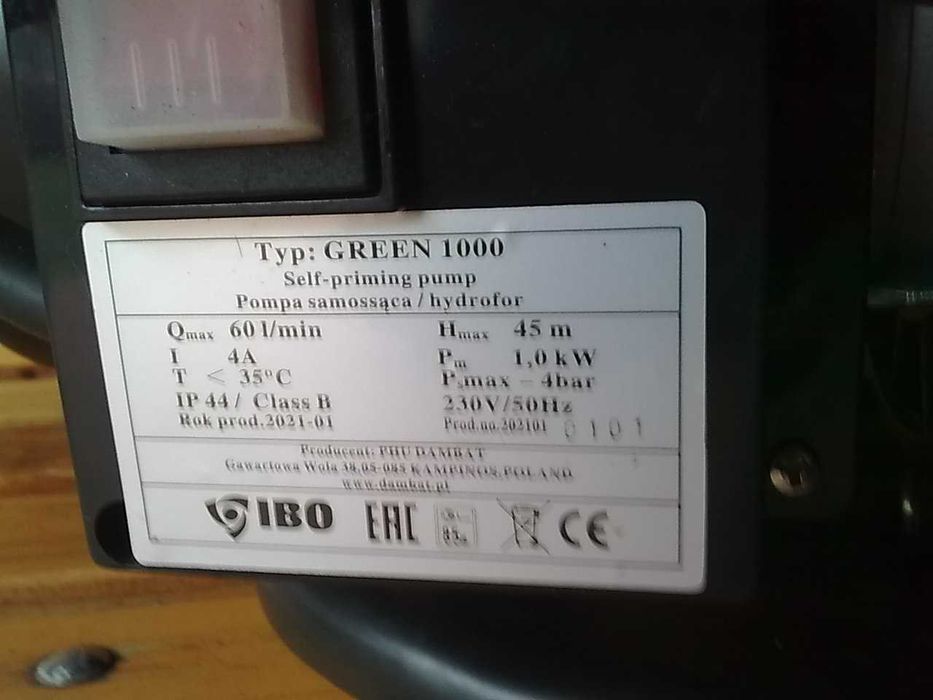 Typ: GREEN 1000
Self-priming pump
Pompa samossąca / hydrofor
Qmax 60 l/min Hmax 45 m
I 4A Pm 1,0 kW
T < 35°C Psmax - 4bar
IP 44 / Class B 230V/50Hz
Rok prod.2021-01 Prod.no.202101 0101
Producent: PHU DAMBAT
Gawartowa Wola 38,05-085 KAMPINOS,POLAND
www.dambat.pl
IBO EAC CE